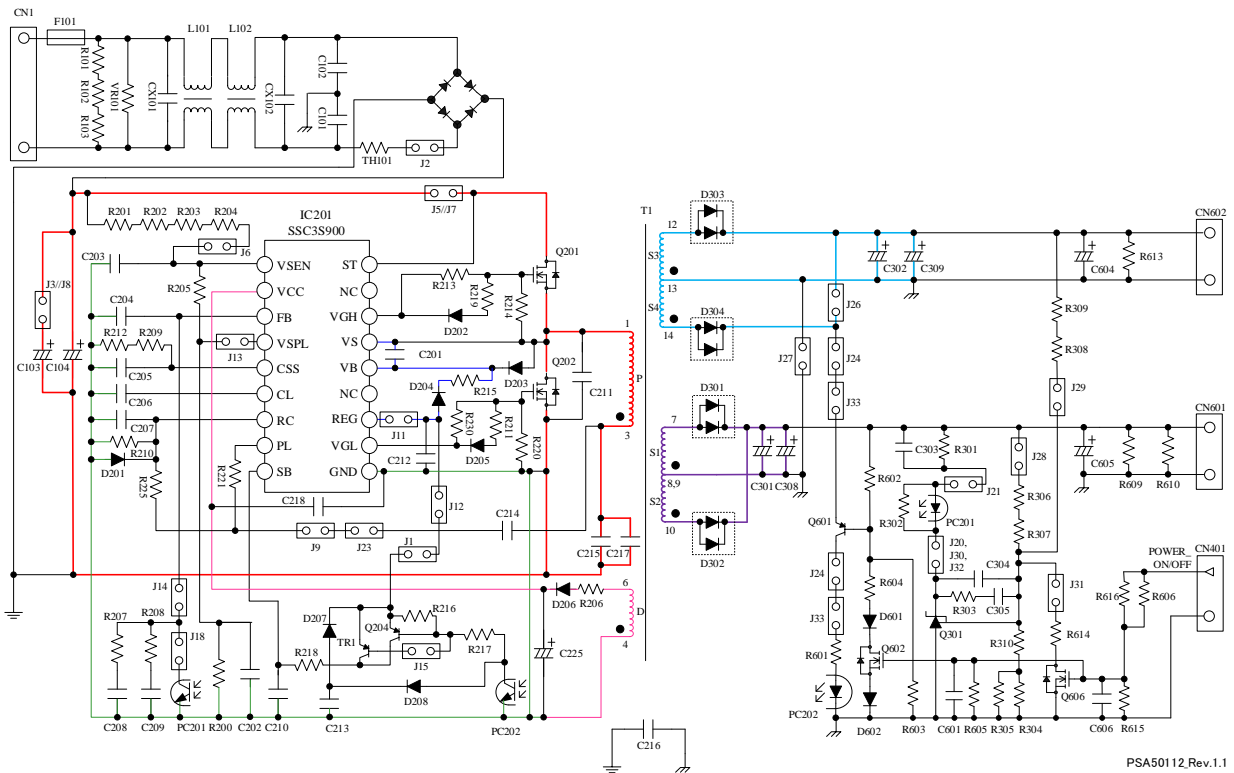 CN1
F101
L101
L102
R101
R102
R103
VR101
CX101
CX102
C102
C101
TH101
J2
J5//J7
R201
R202
R203
R204
J6
IC201
SSC3S900
C203
R205
VSEN
VCC
FB
VSPL
CSS
CL
RC
PL
SB
ST
NC
VGH
VS
VB
NC
REG
VGL
GND
J3//J8
C204
R212
R209
J13
C205
C206
C207
R210
D201
R225
R221
C103
C104
Q201
R213
R219
R214
D202
C201
D204
R215
D203
Q202
C211
J11
R230
R211
R220
D205
C212
C218
J12
J9
J23
C214
J1
C215
C217
T1
1
P
3
6
D
4
12
S3
13
S4
14
7
S1
8,9
S2
10
D206
R206
J14
R207
R208
J18
D207
TR1
Q204
R216
R217
J15
R218
D208
C225
C208
C209
PC201
R200
C202
C210
C213
PC202
C216
D303
D304
D301
D302
C302
C309
J26
J27
J24
J33
C604
R613
CN602
R309
R308
J29
C301
C308
R602
C303
R301
J21
R302
PC201
J28
R306
R307
C605
R609
R610
CN601
Q601
J20,
J30,
J32
C304
R303
C305
J31
POWER_
ON/OFF
CN401
R616
R606
J24
J33
R604
D601
Q301
R310
R614
R601
Q602
Q606
PC202
D602
R603
C601
R605
R305
R304
C606
R615
PSA50112_Rev.1.1